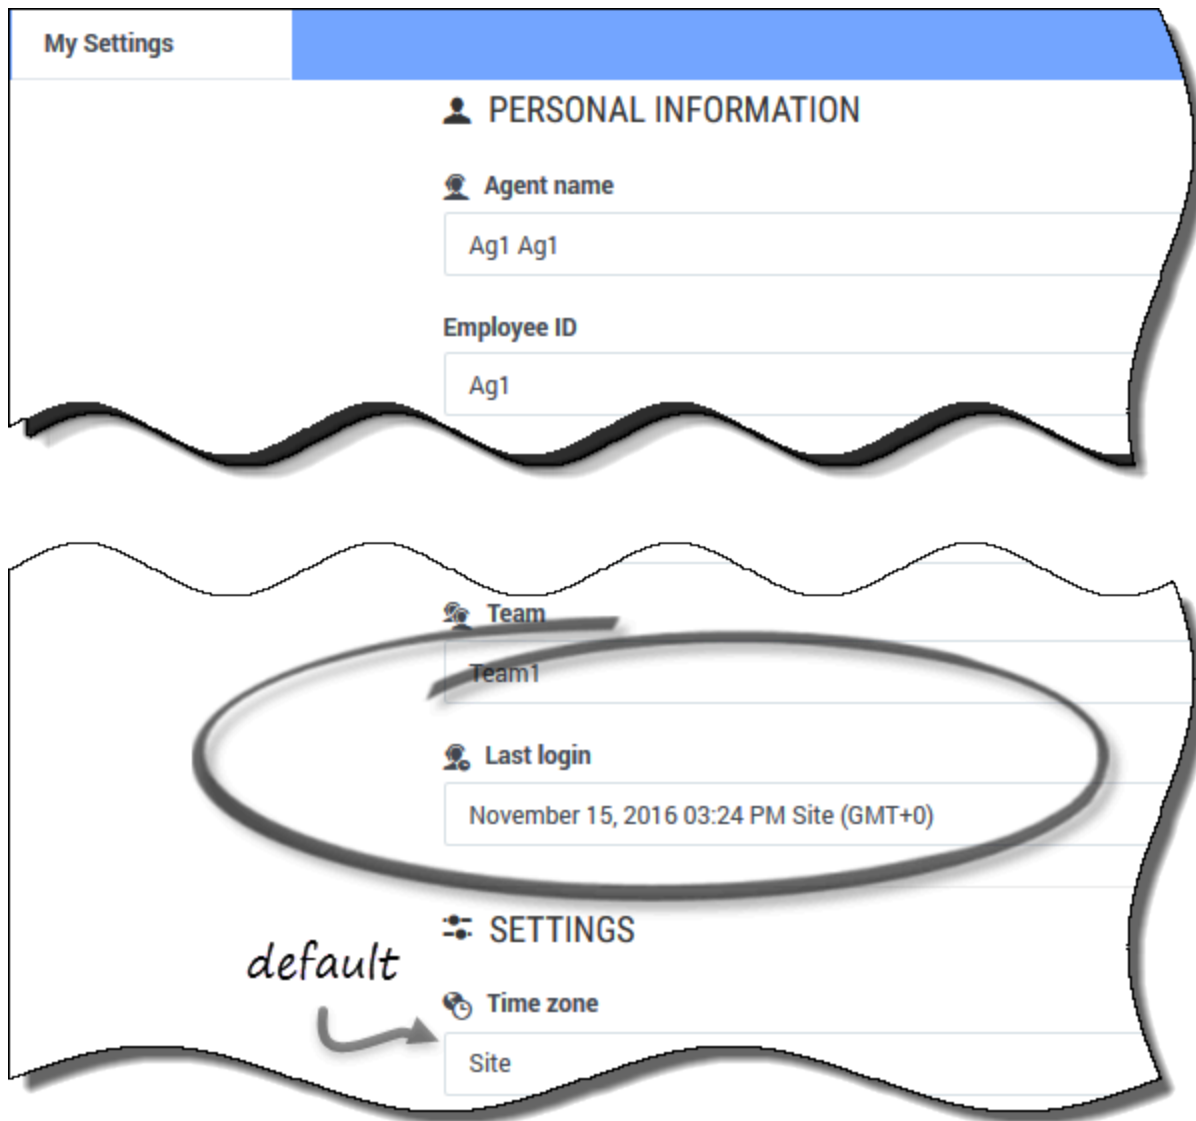 My Settings
PERSONAL INFORMATION
Agent name
Ag1 Ag1
Employee ID
Ag1
Team
Team1
Last login
November 15, 2016 03:24 PM Site (GMT+0)
SETTINGS
default
Time zone
Site